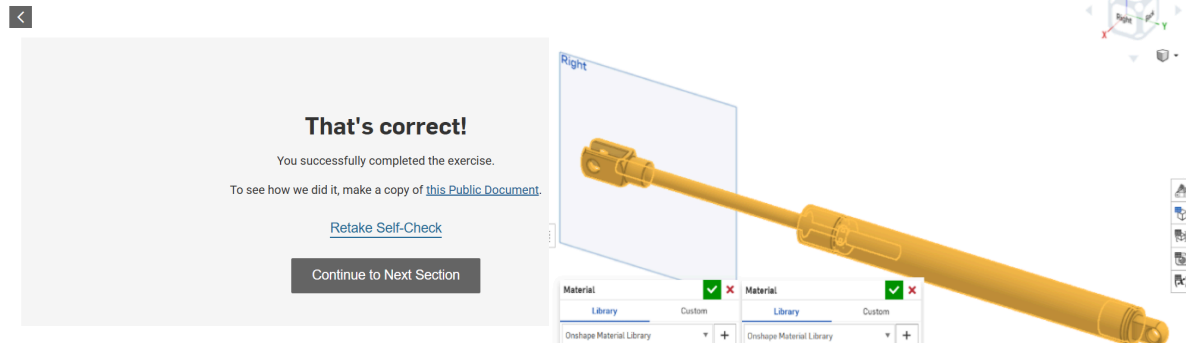 That's correct!
You successfully completed the exercise.
To see how we did it, make a copy of this Public Document.
Retake Self-Check
Continue to Next Section
Right
Right
X
Y
Material
Library Custom
Onshape Material Library
Material
Library Custom
Onshape Material Library